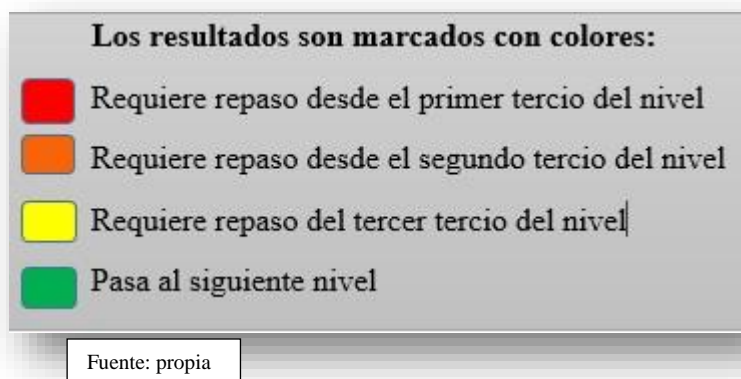 Los resultados son marcados con colores:
Requiere repaso desde el primer tercio del nivel
Requiere repaso desde el segundo tercio del nivel
Requiere repaso del tercer tercio del nivel
Pasa al siguiente nivel
Fuente: propia